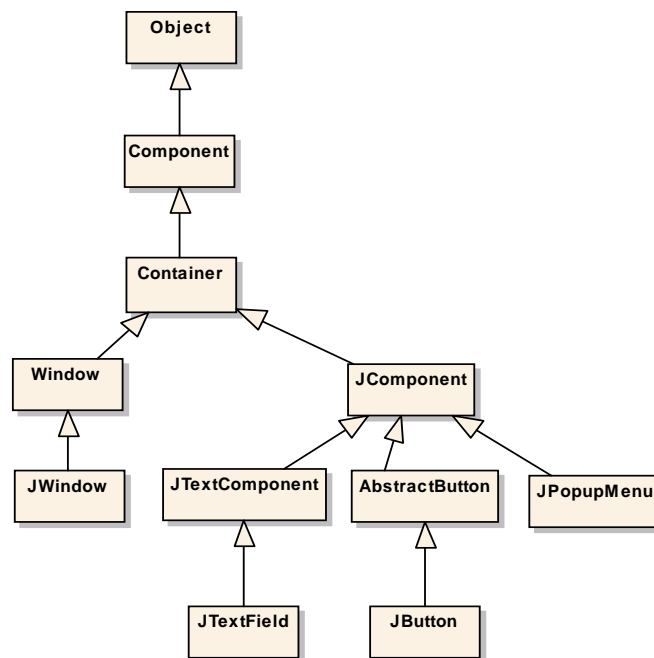 Object
Component
Container
Window
JComponent
JWindow
JTextComponent
AbstractButton
JPopupMenu
JTextField
JButton